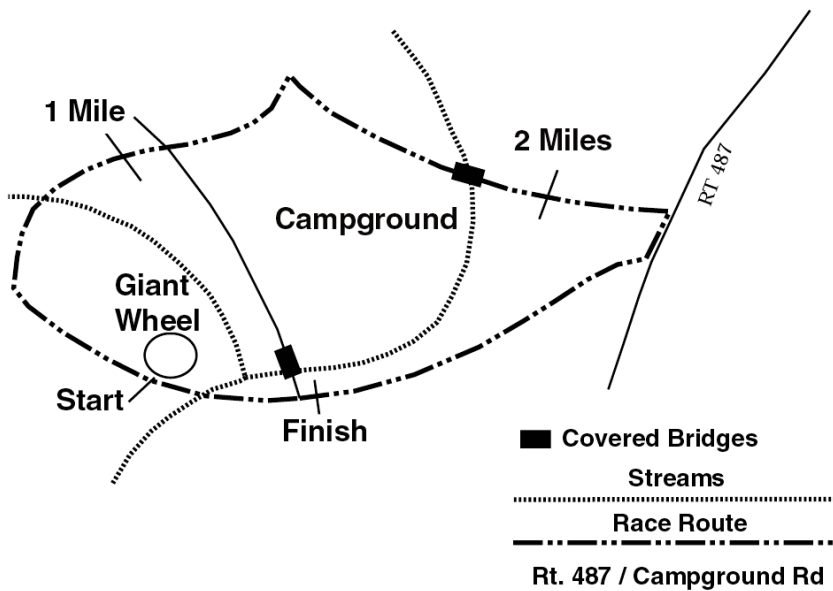 1 Mile
2 Miles
RT 487
Campground
Giant
Wheel
Start
Finish
Covered Bridges
Streams
Race Route
Rt. 487 / Campground Rd